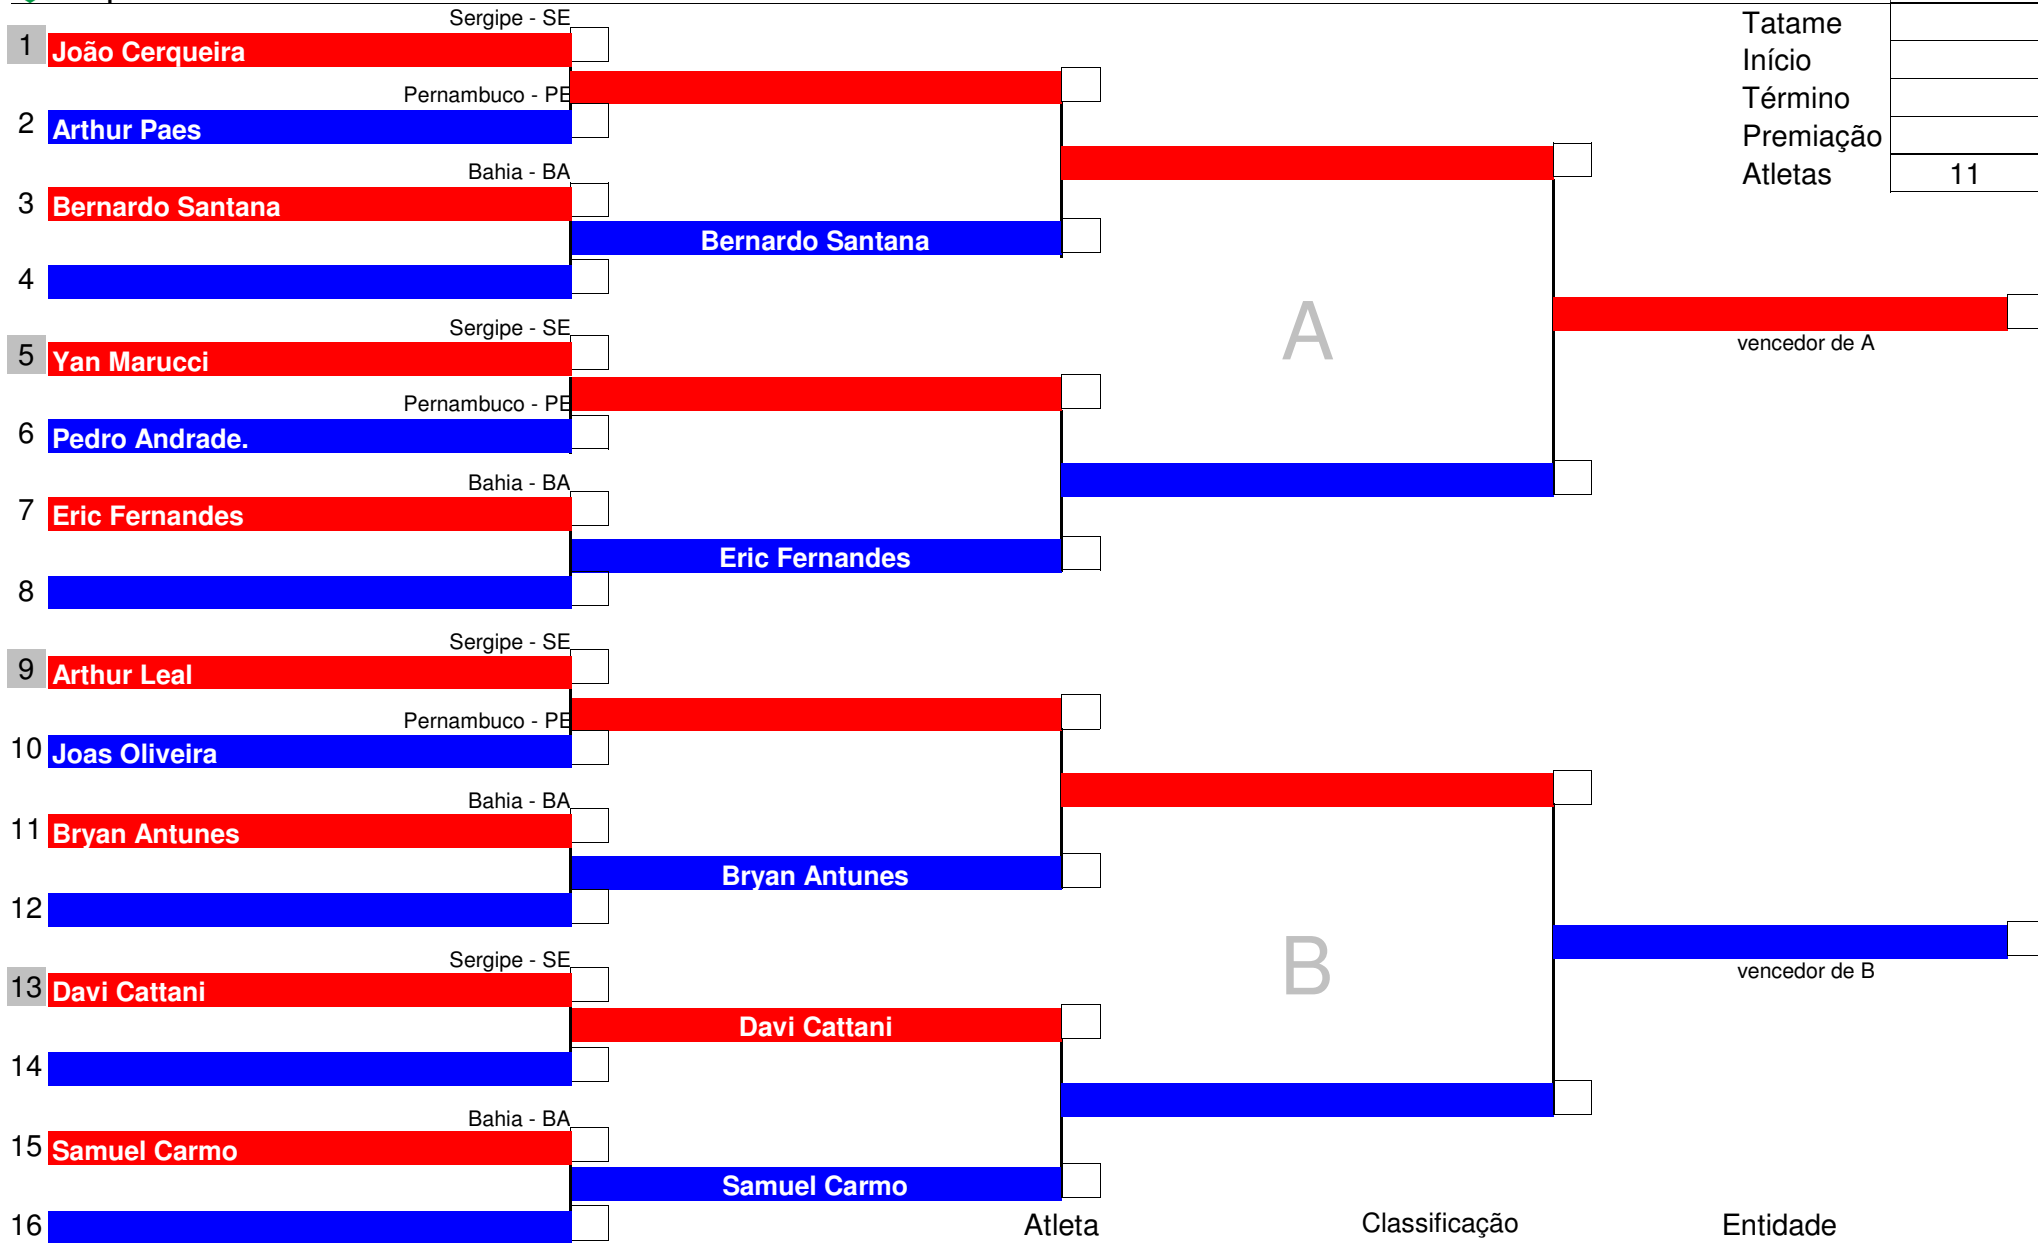 Sergipe - SE
1 João Cerqueira
Pernambuco - PE
2 Arthur Paes
Bahia - BA
3 Bernardo Santana
Bernardo Santana
4
Sergipe - SE
5 Yan Marucci
Pernambuco - PE
6 Pedro Andrade.
Bahia - BA
7 Eric Fernandes
Eric Fernandes
8
Sergipe - SE
9 Arthur Leal
Pernambuco - PE
10 Joas Oliveira
Bahia - BA
11 Bryan Antunes
Bryan Antunes
12
Sergipe - SE
13 Davi Cattani
Davi Cattani
14
Bahia - BA
15 Samuel Carmo
Samuel Carmo
16
A
B
vencedor de A
vencedor de B
Tatame
Início
Término
Premiação
Atletas 11
Atleta Classificação Entidade